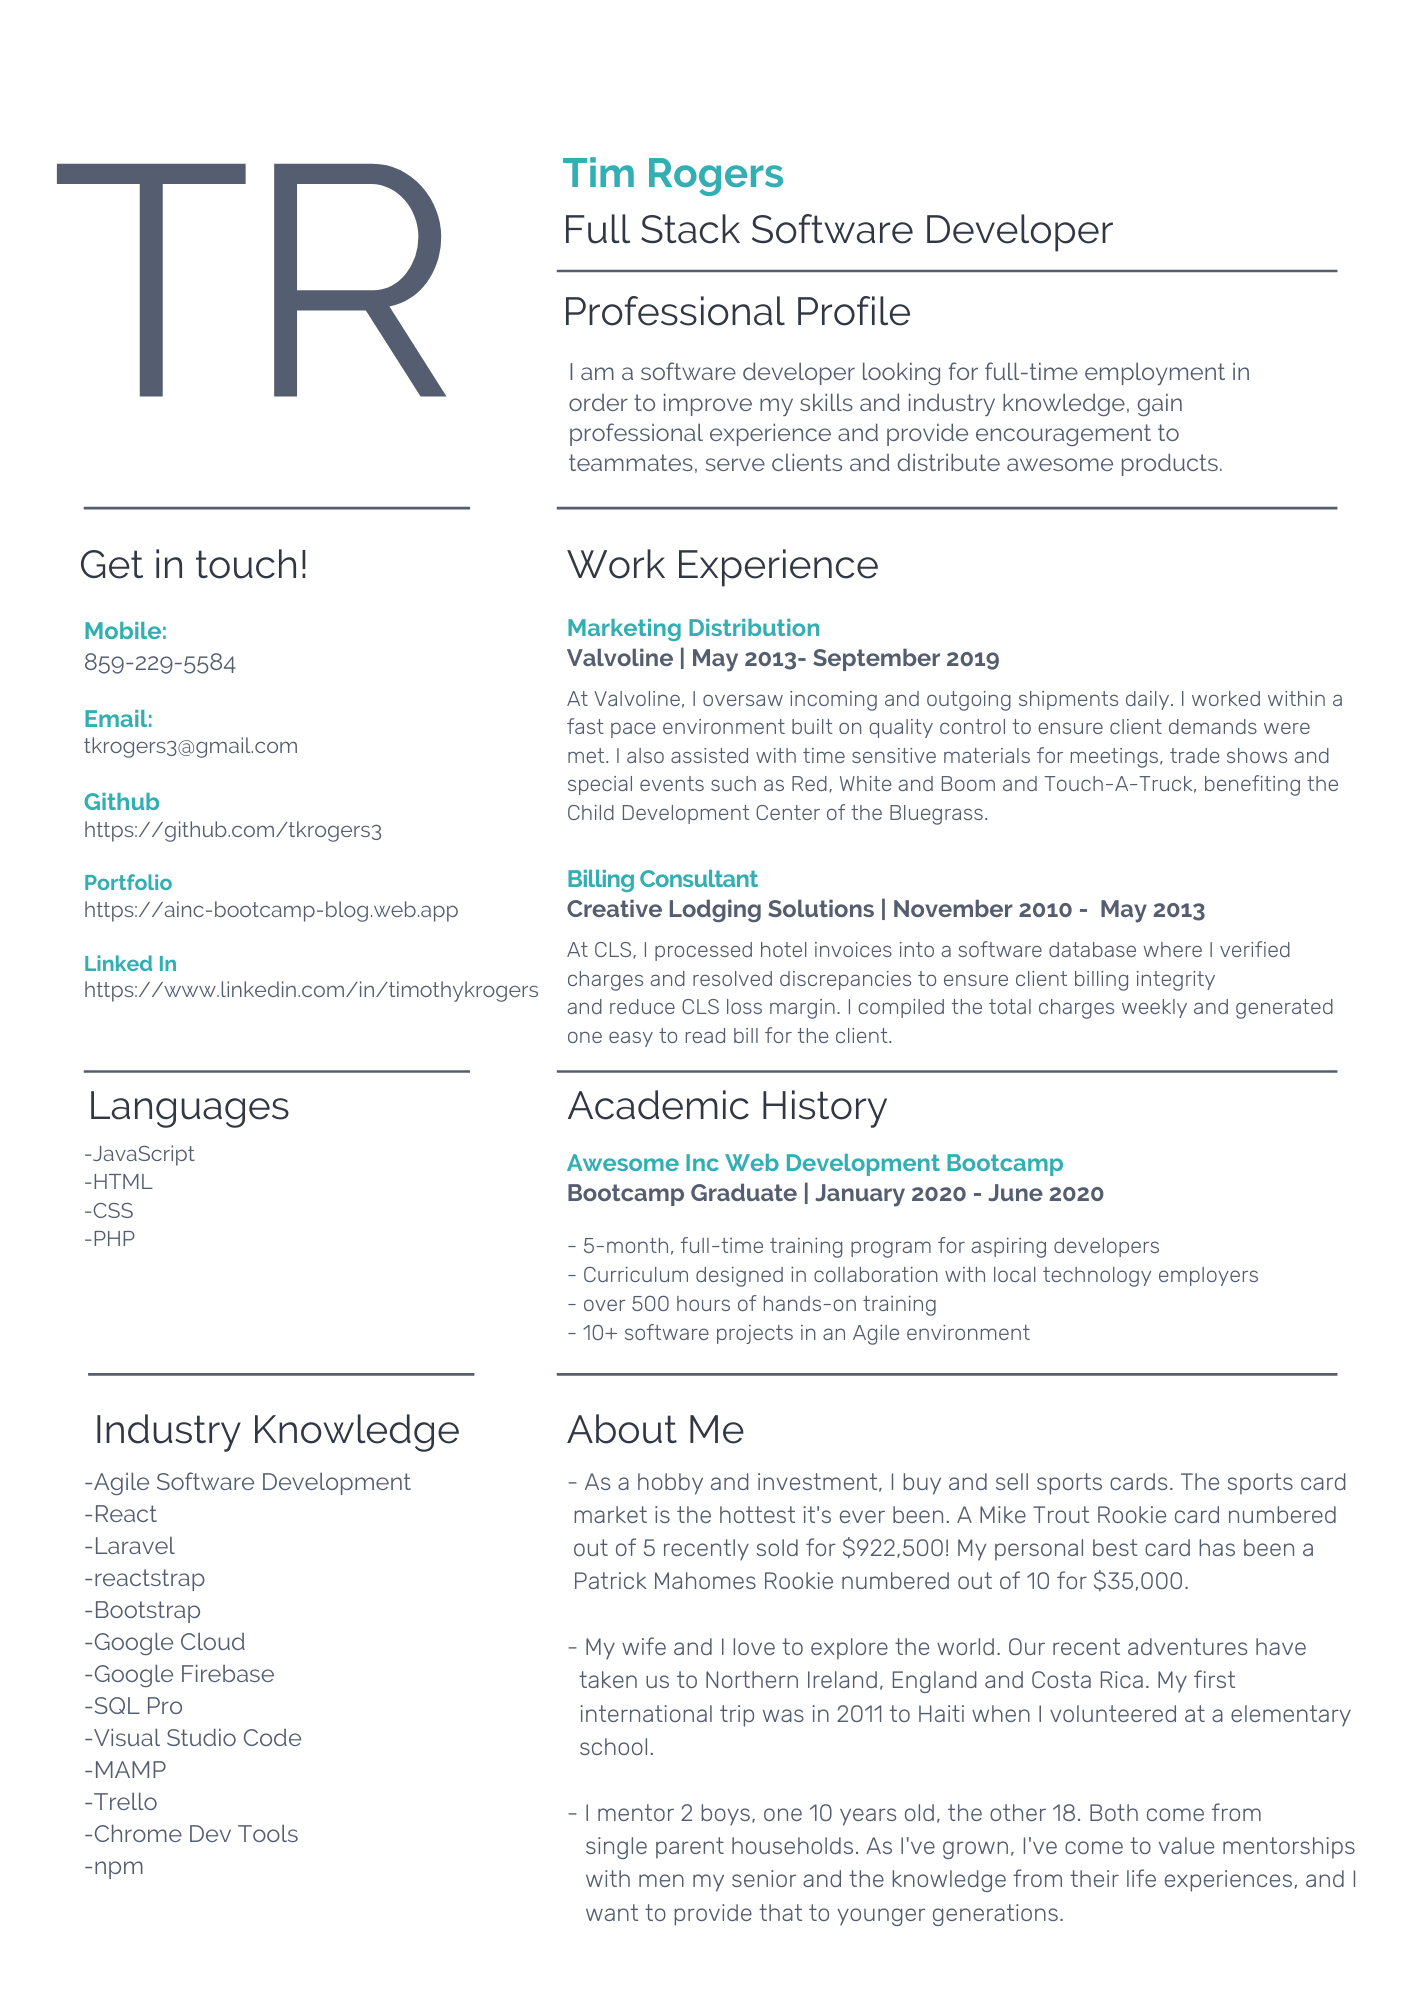 TR
Tim Rogers
Full Stack Software Developer
Professional Profile
I am a software developer looking for full-time employment in
order to improve my skills and industry knowledge, gain
professional experience and provide encouragement to
teammates, serve clients and distribute awesome products.
Get in touch!
Mobile:
859-229-5584
Email:
tkrogers3@gmail.com
Github
https://github.com/tkrogers3
Portfolio
https://ainc-bootcamp-blog.web.app
Linked In
https://www.linkedin.com/in/timothykrogers
Work Experience
Marketing Distribution
Valvoline | May 2013- September 2019
At Valvoline, I oversaw incoming and outgoing shipments daily. I worked within a
fast pace environment built on quality control to ensure client demands were
met. I also assisted with time sensitive materials for meetings, trade shows and
special events such as Red, White and Boom and Touch-A-Truck, benefiting the
Child Development Center of the Bluegrass.
Billing Consultant
Creative Lodging Solutions | November 2010 - May 2013
At CLS, I processed hotel invoices into a software database where I verified
charges and resolved discrepancies to ensure client billing integrity
and reduce CLS loss margin. I compiled the total charges weekly and generated
one easy to read bill for the client.
Languages
-JavaScript
-HTML
-CSS
-PHP
Academic History
Awesome Inc Web Development Bootcamp
Bootcamp Graduate | January 2020 - June 2020
- 5-month, full-time training program for aspiring developers
- Curriculum designed in collaboration with local technology employers
- over 500 hours of hands-on training
- 10+ software projects in an Agile environment
Industry Knowledge
-Agile Software Development
-React
-Laravel
-reactstrap
-Bootstrap
-Google Cloud
-Google Firebase
-SQL Pro
-Visual Studio Code
-MAMP
-Trello
-Chrome Dev Tools
-npm
About Me
- As a hobby and investment, I buy and sell sports cards. The sports card
market is the hottest it's ever been. A Mike Trout Rookie card numbered
out of 5 recently sold for $922,500! My personal best card has been a
Patrick Mahomes Rookie numbered out of 10 for $35,000.
- My wife and I love to explore the world. Our recent adventures have
taken us to Northern Ireland, England and Costa Rica. My first
international trip was in 2011 to Haiti when I volunteered at a elementary
school.
- I mentor 2 boys, one 10 years old, the other 18. Both come from
single parent households. As I've grown, I've come to value mentorships
with men my senior and the knowledge from their life experiences, and I
want to provide that to younger generations.